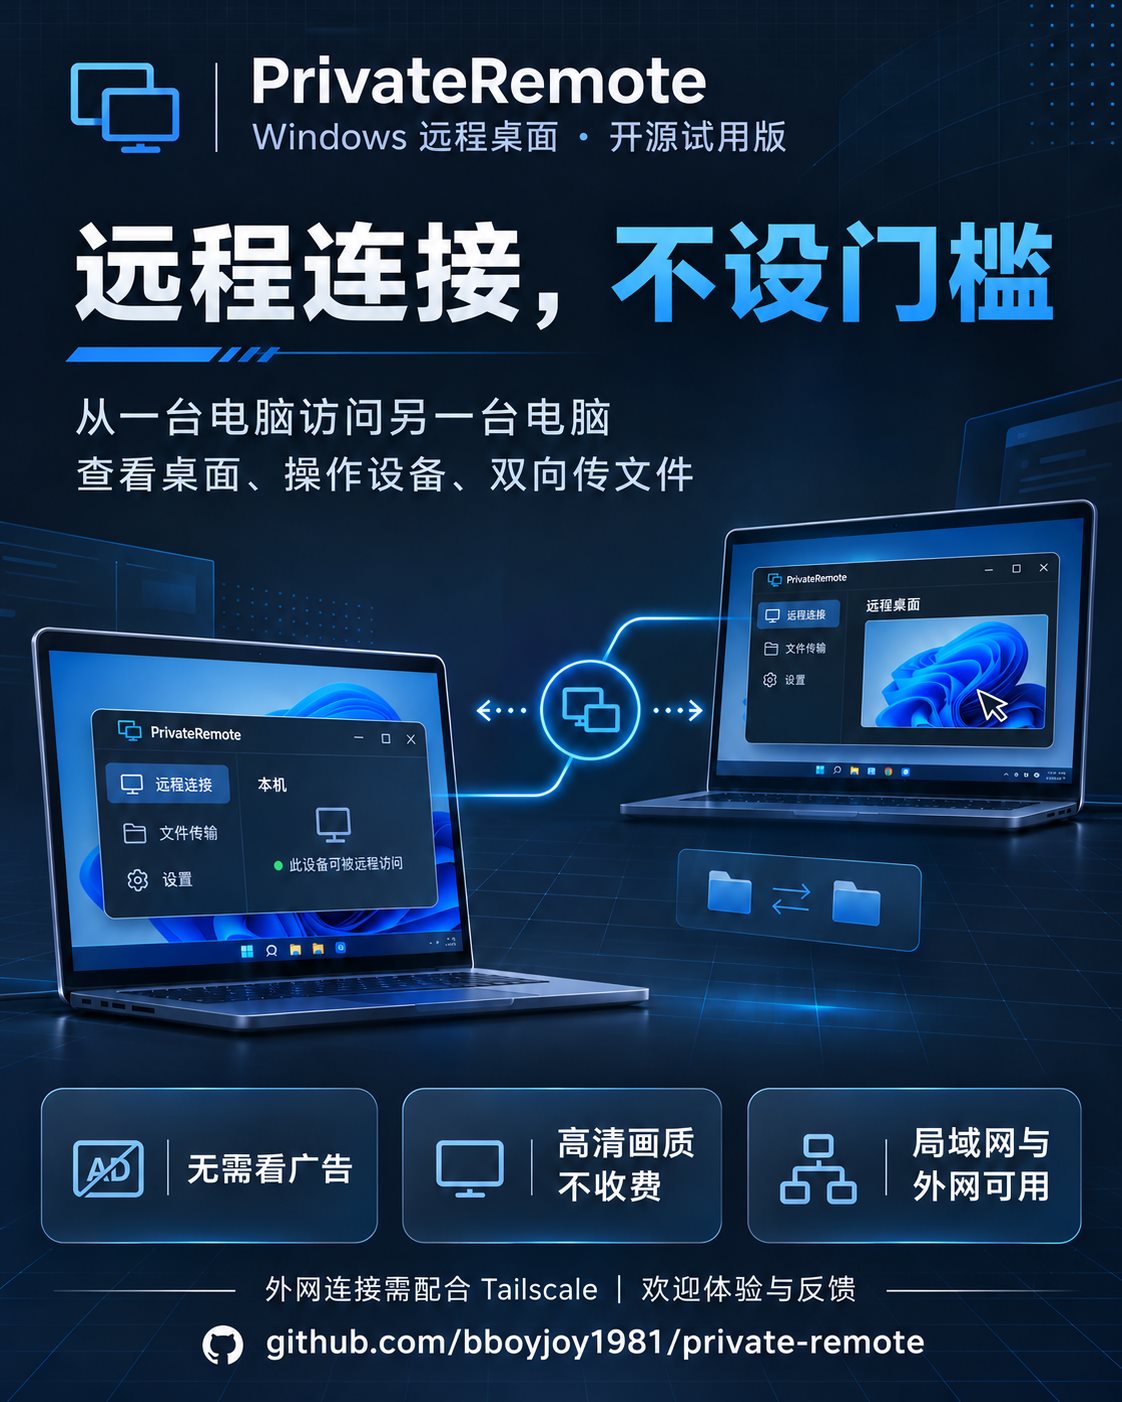 PrivateRemote
Windows 远程桌面 · 开源试用版
远程连接，不设门槛
从一台电脑访问另一台电脑
查看桌面、操作设备、双向传文件
PrivateRemote
远程连接
文件传输
设置
远程桌面
PrivateRemote
远程连接
文件传输
设置
本机
此设备可被远程访问
AD
无需看广告
高清画质
不收费
局域网与
外网可用
外网连接需配合 Tailscale | 欢迎体验与反馈
github.com/bboyjoy1981/private-remote